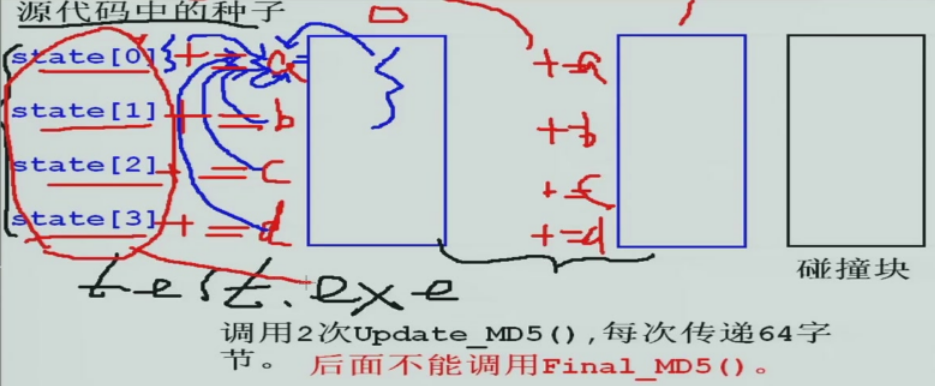 源代码中的种子
state[0] += a
state[1] += b
state[2] += c
state[3] += d
0
1
+=a
+=b
+=c
+=d
碰撞块
test.exe
调用2次Update_MD5(),每次传递64字
节。后面不能调用Final_MD5()。